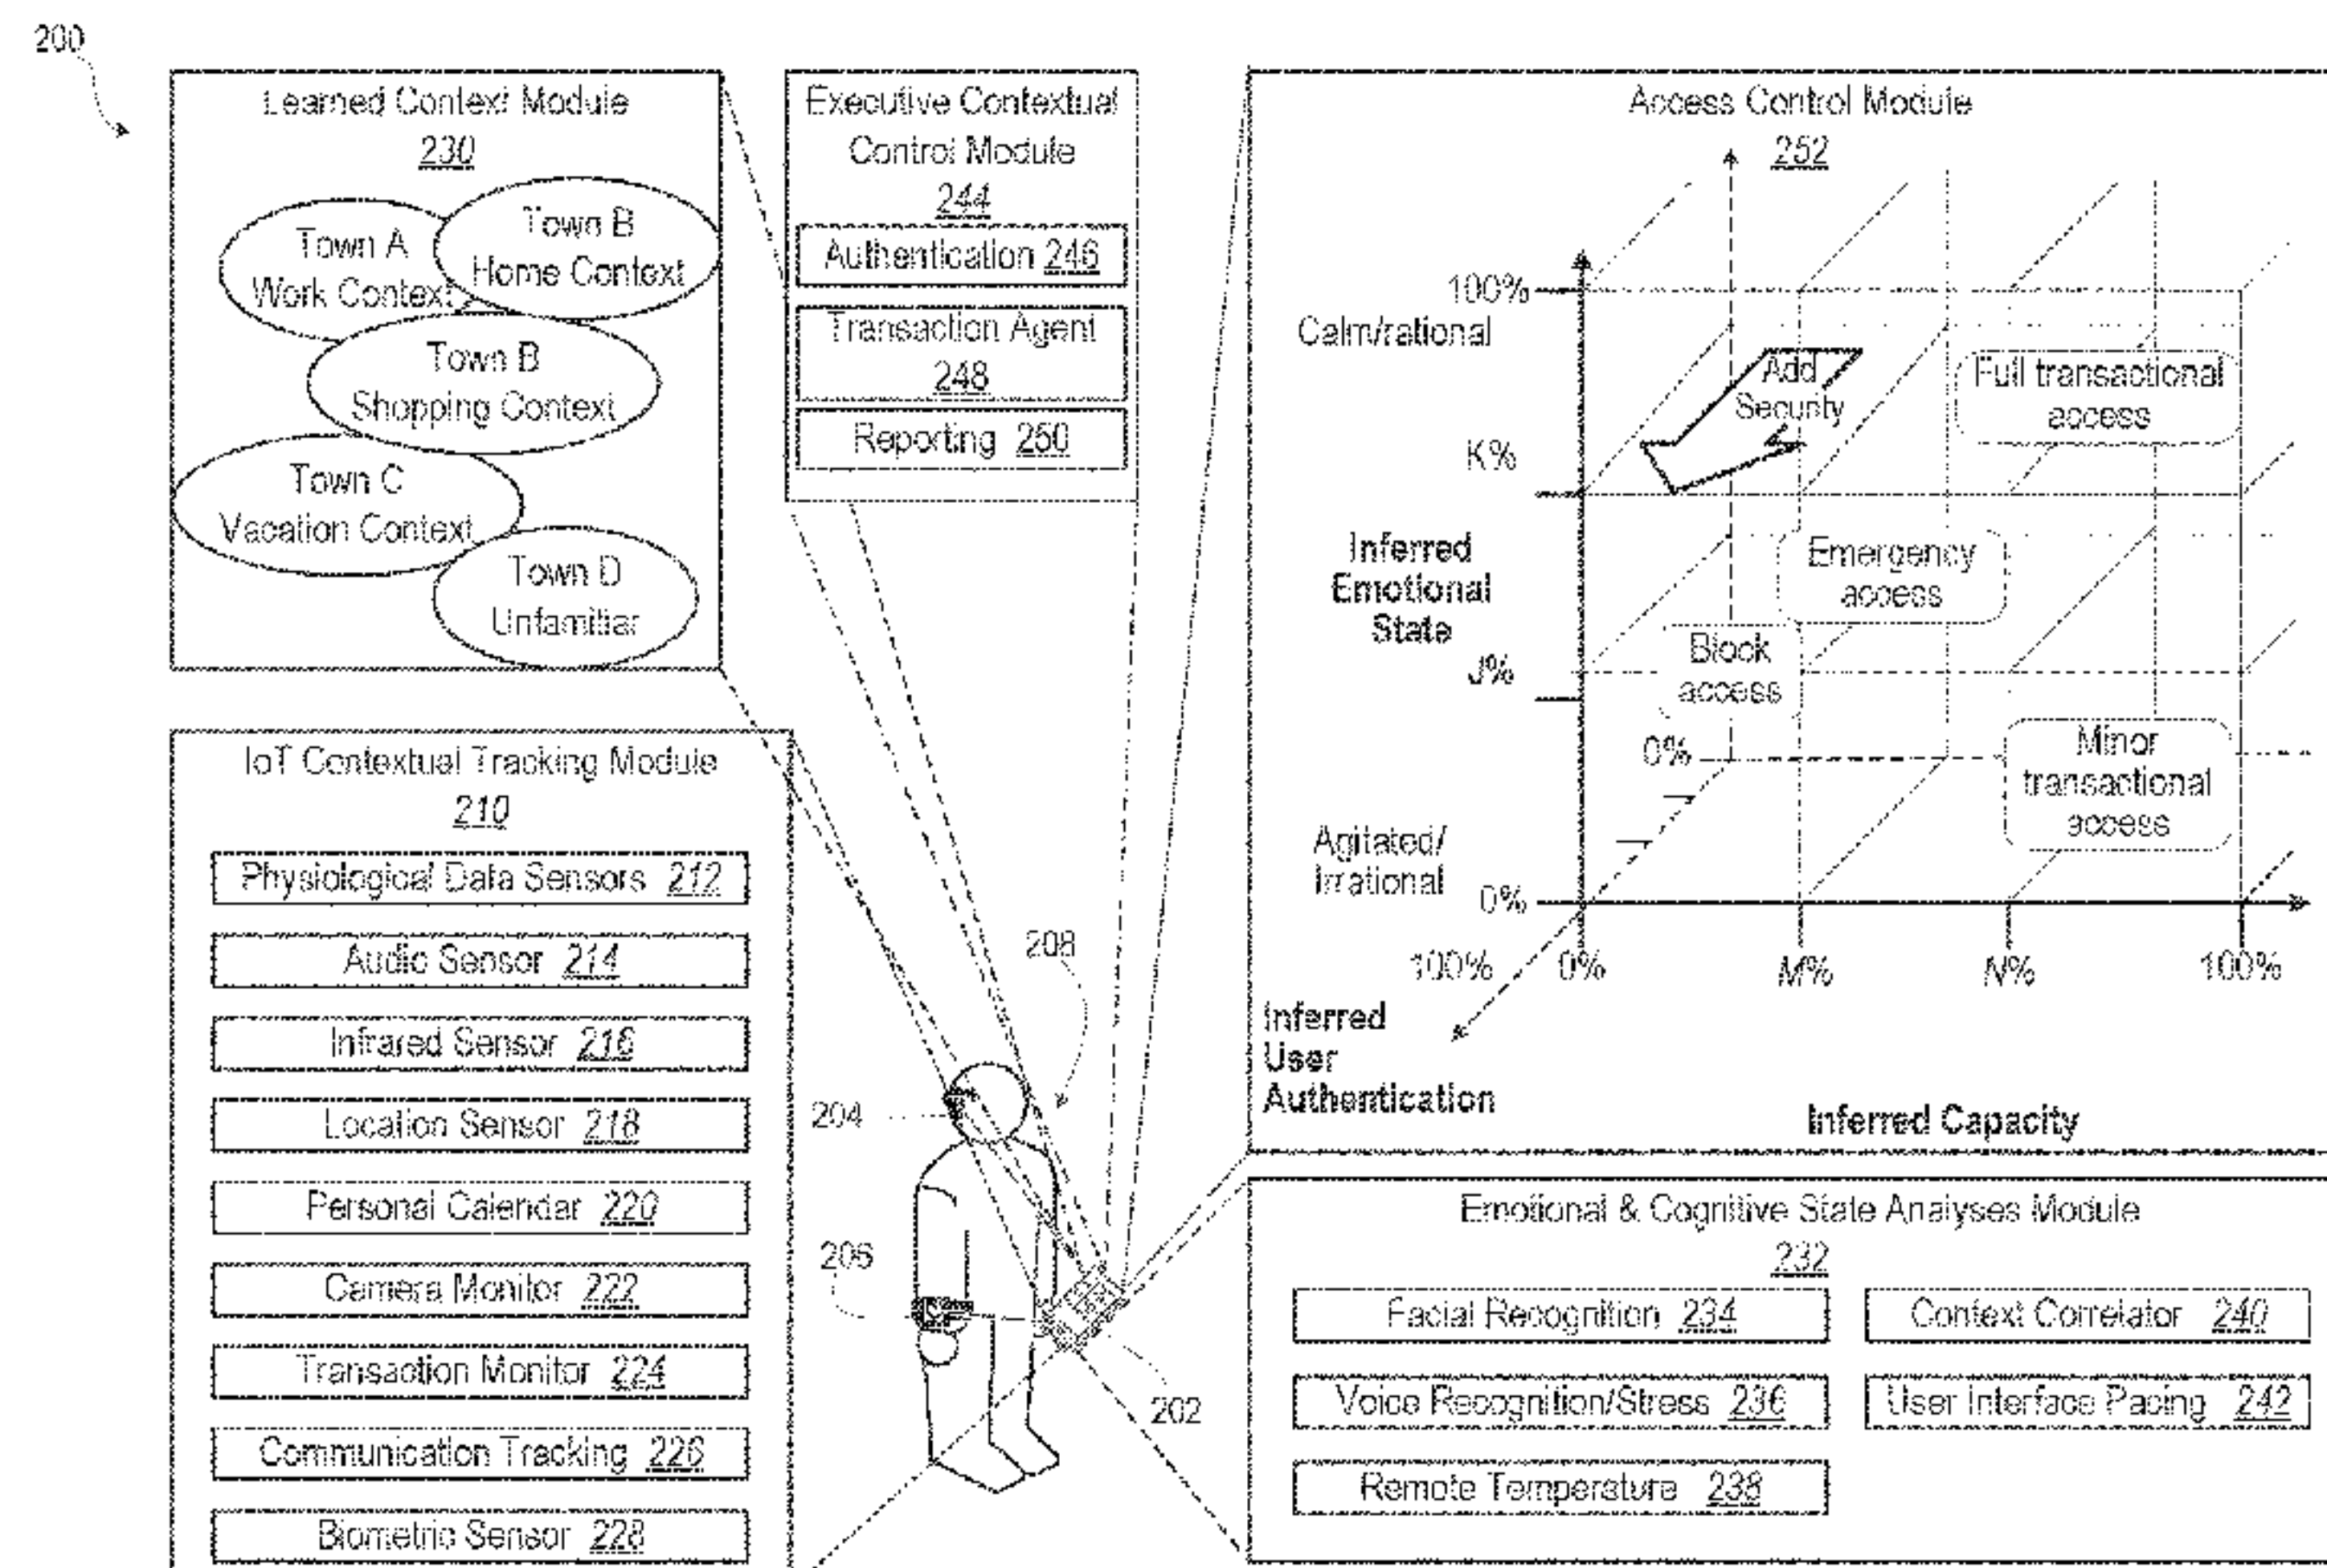 200
Learned Context Module
230
Town A
Work Context
Town B
Home Context
Town B
Shopping Context
Town C
Vacation Context
Town D
Unfamiliar
Executive Contextual
Control Module
244
Authentication 246
Transaction Agent
248
Reporting 250
Access Control Module
252
100%
Calm/rational
K%
Inferred
Emotional
State
J%
Agitated/
Irrational
0%
Add
Security
Full transactional
access
Emergency
access
Block
access
0%
Minor
transactional
access
100%
0%
M%
N%
100%
Inferred
User
Authentication
Inferred Capacity
IoT Contextual Tracking Module
210
Physiological Data Sensors 212
Audio Sensor 214
Infrared Sensor 216
Location Sensor 218
Personal Calendar 220
Camera Monitor 222
Transaction Monitor 224
Communication Tracking 226
Biometric Sensor 228
208
204
206
202
Emotional & Cognitive State Analyses Module
232
Facial Recognition 234
Voice Recognition/Stress 236
Remote Temperature 238
Context Correlator 240
User Interface Pacing 242